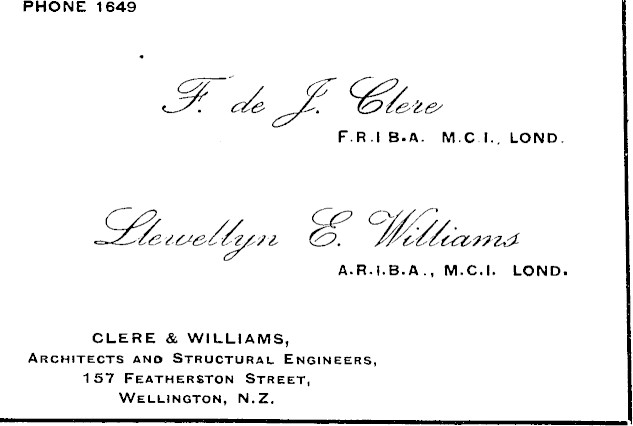 PHONE 1649
F. de J. Clere
F.R.I B.A. M.C.I., LOND.
Llewellyn E. Williams
A.R.I.B.A., M.C.I. LOND.
CLERE & WILLIAMS,
ARCHITECTS AND STRUCTURAL ENGINEERS,
157 FEATHERSTON STREET,
WELLINGTON, N.Z.